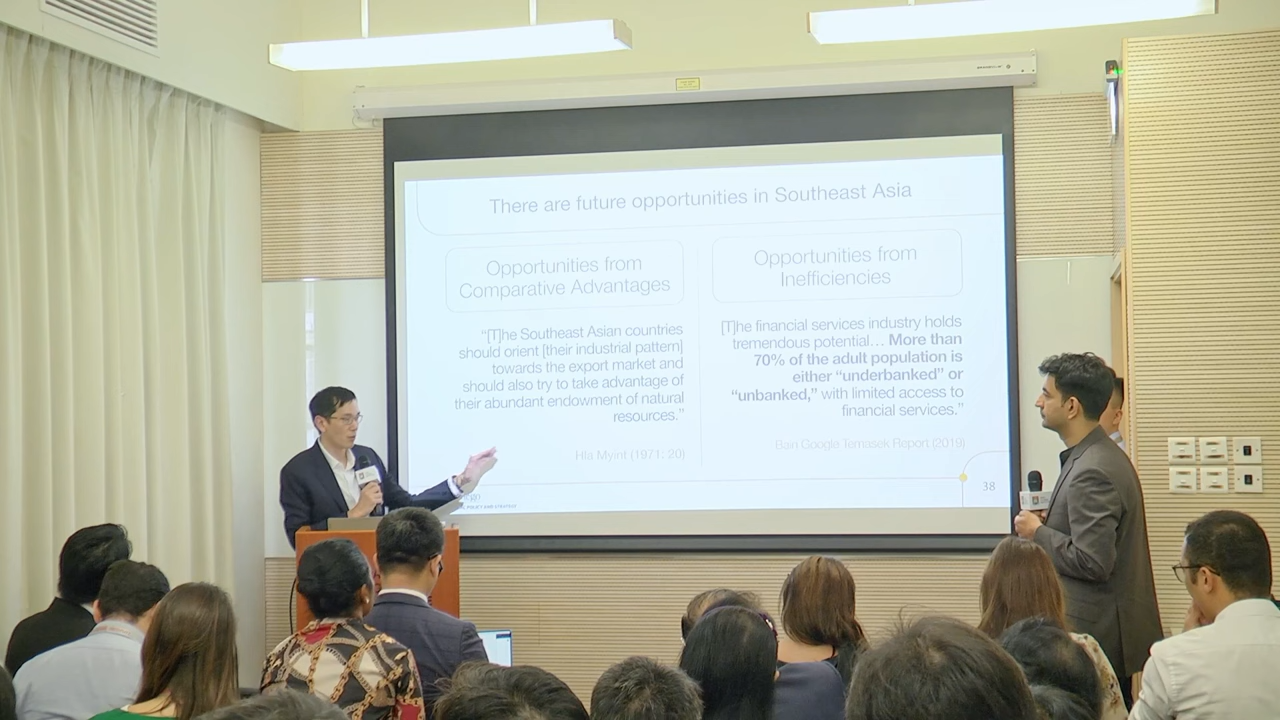 There are future opportunities in Southeast Asia
Opportunities from
Comparative Advantages
"[T]he Southeast Asian countries
should orient [their industrial pattern]
towards the export market and
should also try to take advantage of
their abundant endowment of natural
resources."
Hla Myint (1971: 20)
Opportunities from
Inefficiencies
[T]he financial services industry holds
tremendous potential… More than
70% of the adult population is
either "underbanked" or
"unbanked," with limited access to
financial services."
Bain Google Temasek Report (2019)
POLICY AND STRATEGY
38